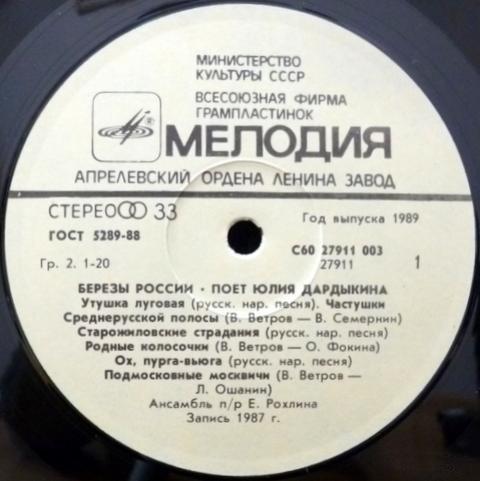 МИНИСТЕРСТВО
КУЛЬТУРЫ СССР
ВСЕСОЮЗНАЯ ФИРМА
ГРАМПЛАСТИНОК
МЕЛОДИЯ
АПРЕЛЕВСКИЙ ОРДЕНА ЛЕНИНА ЗАВОД
СТЕРЕО 33
Год выпуска 1989
ГОСТ 5289-88
С60 27911 003
Гр. 2. 1-20
27911
1
БЕРЕЗЫ РОССИИ · ПОЕТ ЮЛИЯ ДАРДЫКИНА
Утушка луговая (русск. нар. песня). Частушки
Среднерусской полосы (В. Ветров — В. Семернин)
Старожиловские страдания (русск. нар. песня)
Родные колосочки (В. Ветров — О. Фокина)
Ох, пурга-вьюга (русск. нар. песня)
Подмосковные москвичи (В. Ветров —
Л. Ошанин)
Ансамбль п/р Е. Рохлина
Запись 1987 г.